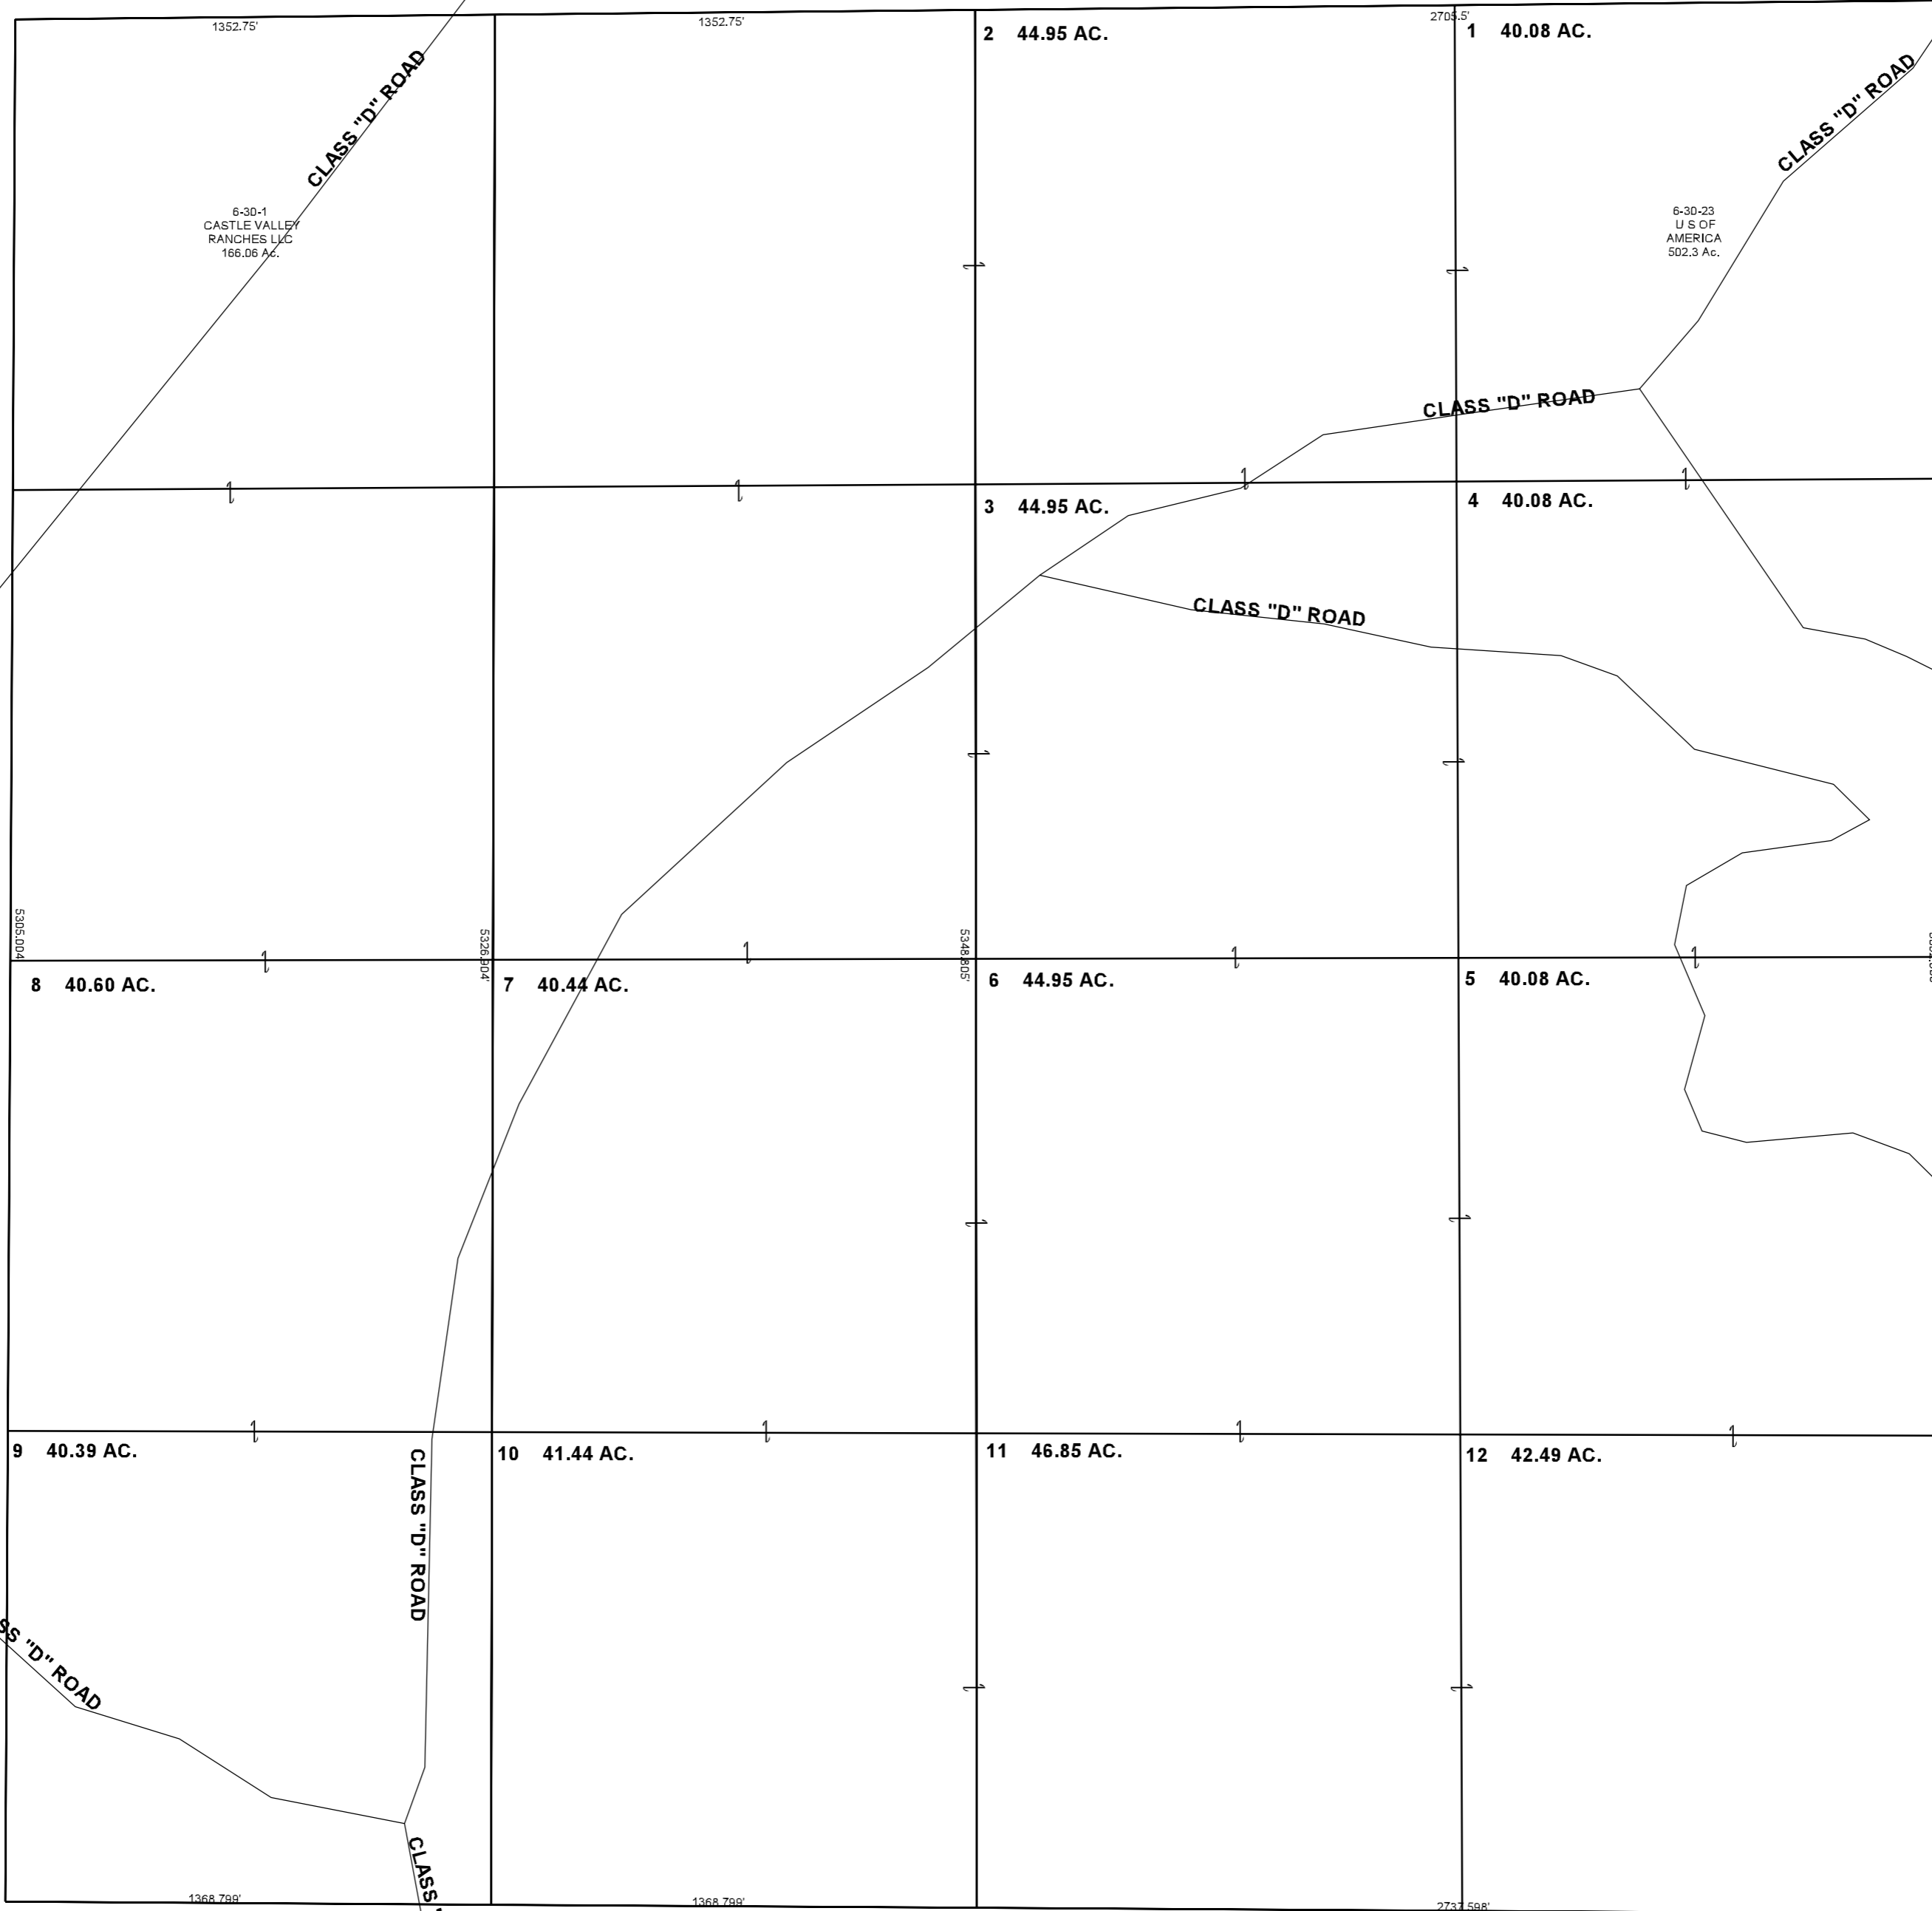 1352.75'
1352.75'
2705.5'
2 44.95 AC.
1 40.08 AC.
CLASS "D" ROAD
CLASS "D" ROAD
6-30-1
CASTLE VALLEY
RANCHES LLC
166.06 Ac.
6-30-23
U S OF
AMERICA
502.3 Ac.
CLASS "D" ROAD
3 44.95 AC.
4 40.08 AC.
CLASS "D" ROAD
5305.004
5326.904'
5348.805'
8 40.60 AC.
7 40.44 AC.
6 44.95 AC.
5 40.08 AC.
9 40.39 AC.
10 41.44 AC.
11 46.85 AC.
12 42.49 AC.
CLASS "D" ROAD
SS "D" ROAD
CLASS
1368.799'
1368.799'
2737.598'